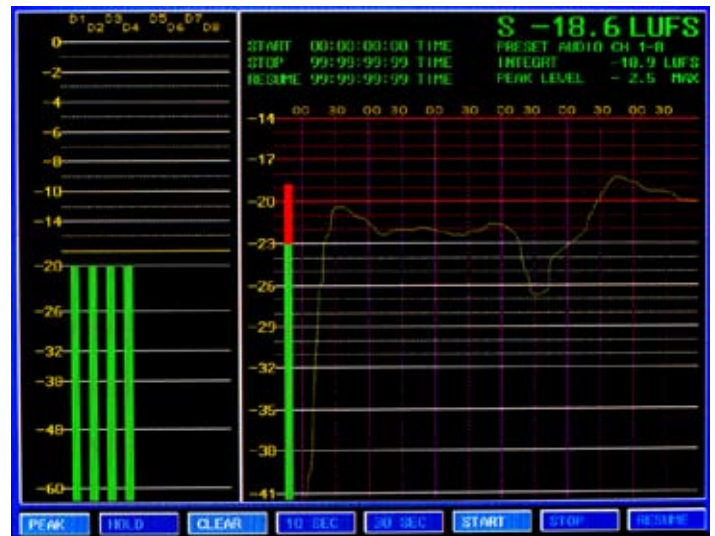 D1 D2 D3 D4 D5 D6 D7 D8
0
-2
-4
-6
-8
-10
-14
-20
-26
-32
-38
-48
-60
S -18.6 LUFS
START 00:00:00:00 TIME
STOP 99:99:99:99 TIME
RESUME 99:99:99:99 TIME
PRESET AUDIO CH 1-8
INTEGRT -18.9 LUFS
PEAK LEVEL - 2.5 MAX
00 30 00 30 00 30 00 30 00 30
-14
-17
-20
-23
-26
-29
-32
-35
-38
-41
PEAK HOLD CLEAR 10 SEC 30 SEC START STOP RESUME